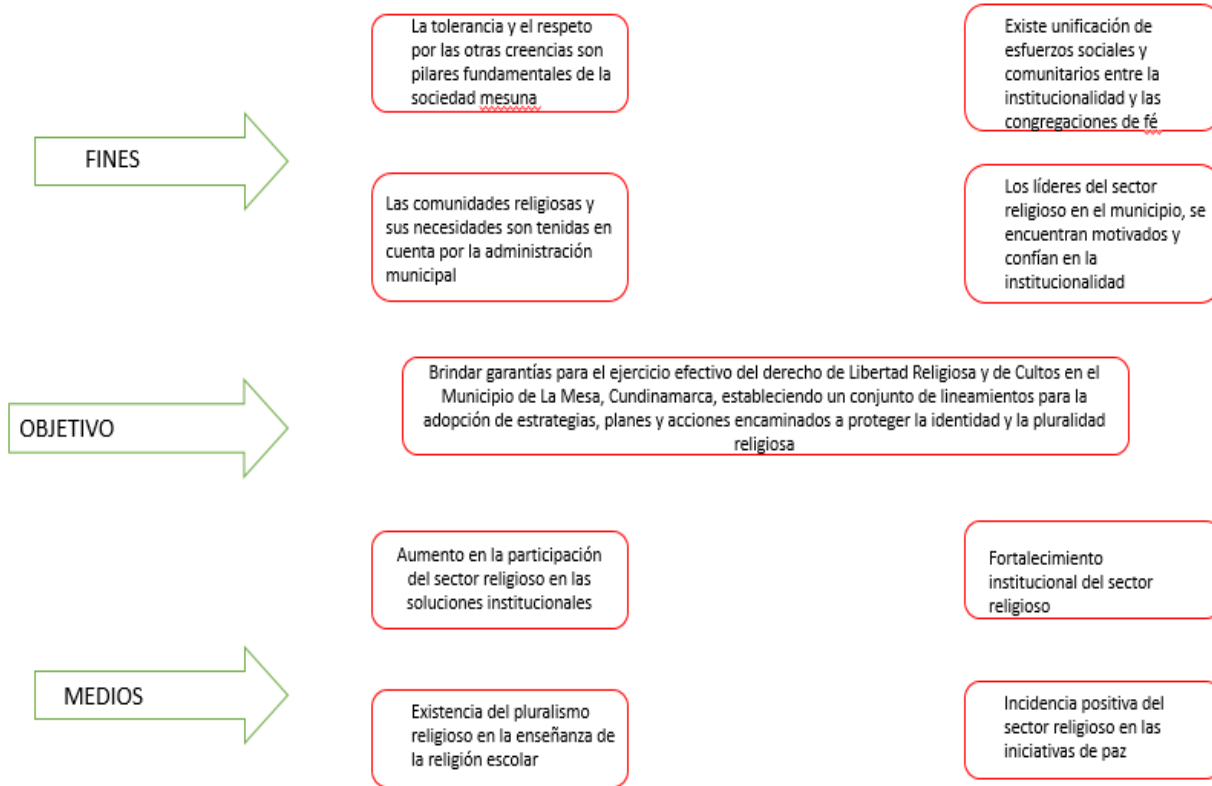 La tolerancia y el respeto
por las otras creencias son
pilares fundamentales de la
sociedad mesuna
Existe unificación de
esfuerzos sociales y
comunitarios entre la
institucionalidad y las
congregaciones de fé
FINES
Las comunidades religiosas y
sus necesidades son tenidas en
cuenta por la administración
municipal
Los líderes del sector
religioso en el municipio, se
encuentran motivados y
confían en la
institucionalidad
OBJETIVO
Brindar garantías para el ejercicio efectivo del derecho de Libertad Religiosa y de Cultos en el
Municipio de La Mesa, Cundinamarca, estableciendo un conjunto de lineamientos para la
adopción de estrategias, planes y acciones encaminados a proteger la identidad y la pluralidad
religiosa
Aumento en la participación
del sector religioso en las
soluciones institucionales
Fortalecimiento
institucional del sector
religioso
MEDIOS
Existencia del pluralismo
religioso en la enseñanza de
la religión escolar
Incidencia positiva del
sector religioso en las
iniciativas de paz